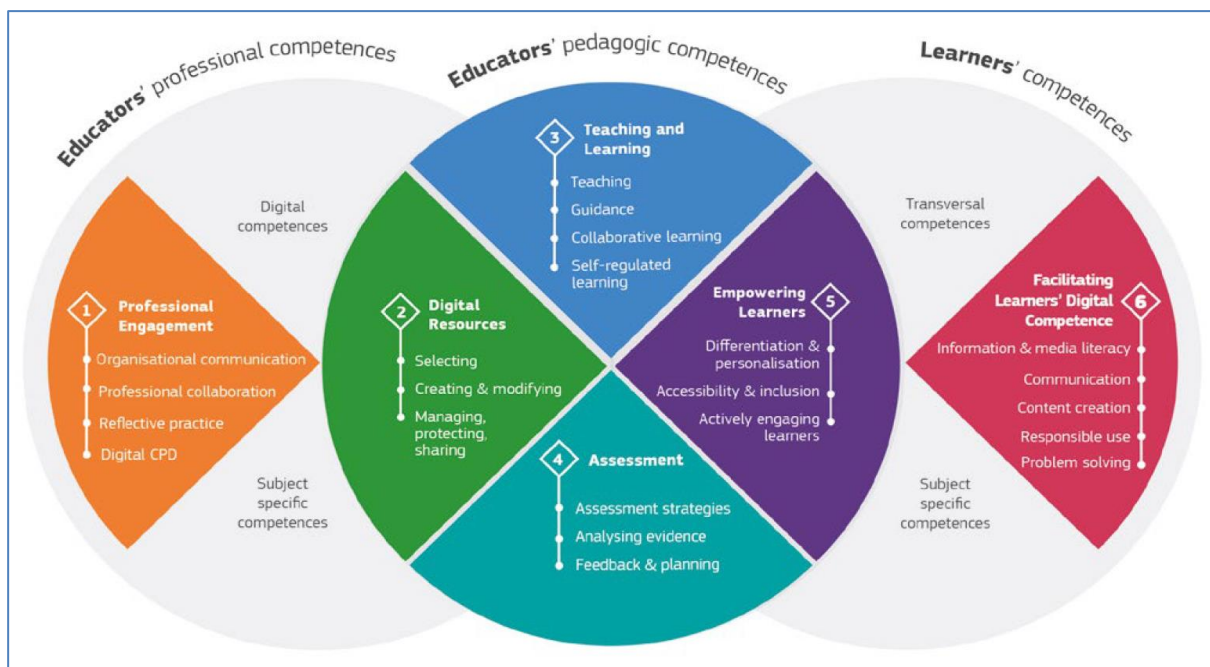 Educators' professional competences
Educators' pedagogic competences
Learners' competences
Digital
competences
Subject
specific
competences
1
Professional
Engagement
Organisational communication
Professional collaboration
Reflective practice
Digital CPD
2
Digital
Resources
Selecting
Creating & modifying
Managing,
protecting,
sharing
3
Teaching and
Learning
Teaching
Guidance
Collaborative learning
Self-regulated
learning
4
Assessment
Assessment strategies
Analysing evidence
Feedback & planning
5
Empowering
Learners
Differentiation &
personalisation
Accessibility & inclusion
Actively engaging
learners
Transversal
competences
Subject
specific
competences
6
Facilitating
Learners' Digital
Competence
Information & media literacy
Communication
Content creation
Responsible use
Problem solving